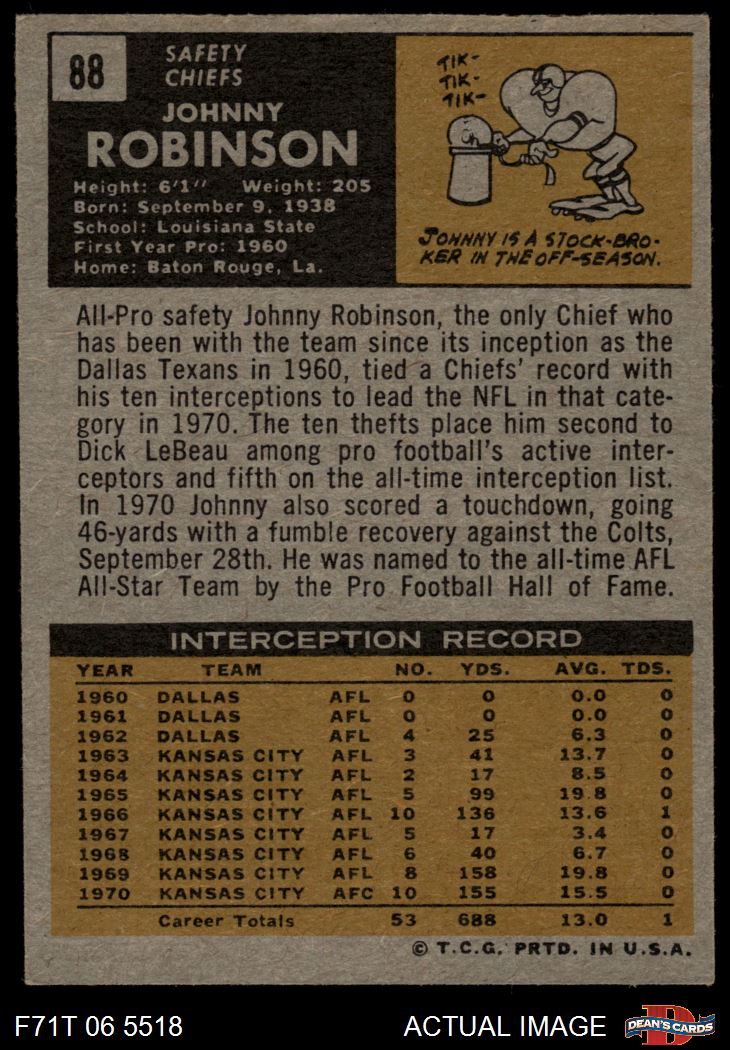 88
SAFETY
CHIEFS
JOHNNY
ROBINSON
Height: 6'1" Weight: 205
Born: September 9, 1938
School: Louisiana State
First Year Pro: 1960
Home: Baton Rouge, La.
TIK-
TIK-
TIK-
JOHNNY IS A STOCK-BRO-
KER IN THE OFF-SEASON.
All-Pro safety Johnny Robinson, the only Chief who
has been with the team since its inception as the
Dallas Texans in 1960, tied a Chiefs' record with
his ten interceptions to lead the NFL in that cate-
gory in 1970. The ten thefts place him second to
Dick LeBeau among pro football's active inter-
ceptors and fifth on the all-time interception list.
In 1970 Johnny also scored a touchdown, going
46-yards with a fumble recovery against the Colts,
September 28th. He was named to the all-time AFL
All-Star Team by the Pro Football Hall of Fame.
INTERCEPTION RECORD
YEAR TEAM NO. YDS. AVG. TDS.
1960 DALLAS AFL 0 0 0.0 0
1961 DALLAS AFL 0 0 0.0 0
1962 DALLAS AFL 4 25 6.3 0
1963 KANSAS CITY AFL 3 41 13.7 0
1964 KANSAS CITY AFL 2 17 8.5 0
1965 KANSAS CITY AFL 5 99 19.8 0
1966 KANSAS CITY AFL 10 136 13.6 1
1967 KANSAS CITY AFL 5 17 3.4 0
1968 KANSAS CITY AFL 6 40 6.7 0
1969 KANSAS CITY AFL 8 158 19.8 0
1970 KANSAS CITY AFC 10 155 15.5 0
Career Totals 53 688 13.0 1
© T.C.G. PRTD. IN U.S.A.
F71T 06 5518 ACTUAL IMAGE
D
DEAN'S CARDS